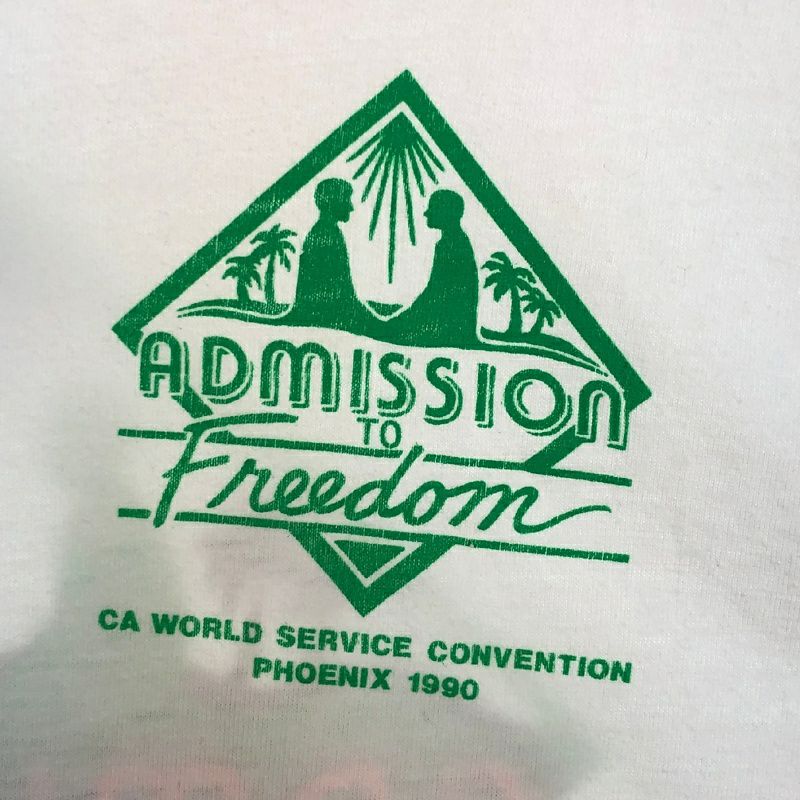 ADMISSION
TO
Freedom
CA WORLD SERVICE CONVENTION
PHOENIX 1990